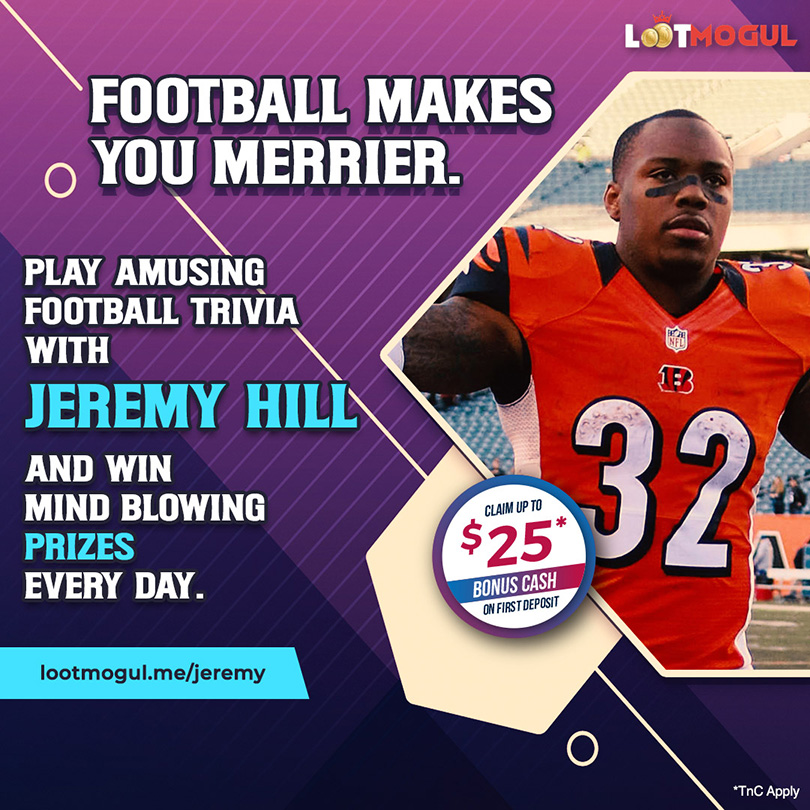 LOOTMOGUL
FOOTBALL MAKES
YOU MERRIER.
PLAY AMUSING
FOOTBALL TRIVIA
WITH
JEREMY HILL
AND WIN
MIND BLOWING
PRIZES
EVERY DAY.
lootmogul.me/jeremy
32
NFL
B
32
CLAIM UP TO
$25*
BONUS CASH
ON FIRST DEPOSIT
*TnC Apply